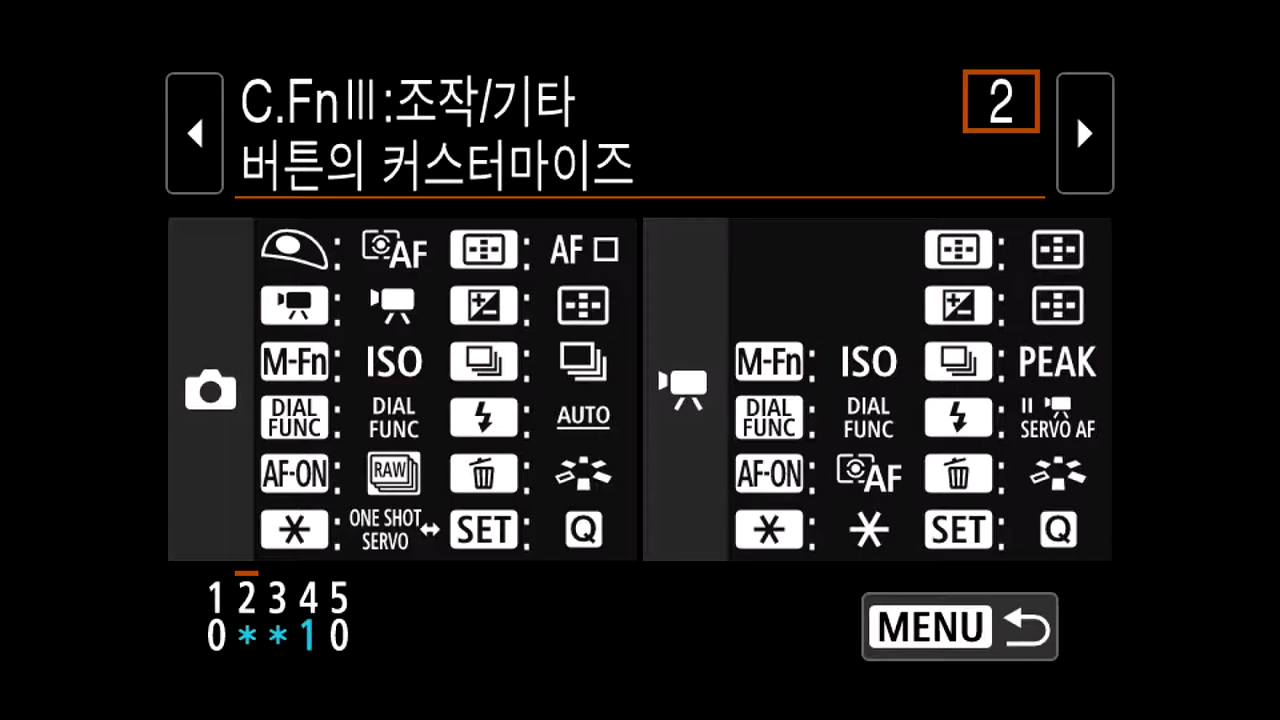 C.FnⅢ:조작/기타
2
버튼의 커스터마이즈
: AF : AF
: :
M-Fn : ISO :
DIAL FUNC : DIAL FUNC : AUTO
AF-ON : RAW :
: ONE SHOT SERVO SET : Q
:
:
M-Fn : ISO : PEAK
DIAL FUNC : DIAL FUNC : SERVO AF
AF-ON : AF :
: SET : Q
1 2 3 4 5
0 * * 1 0
MENU